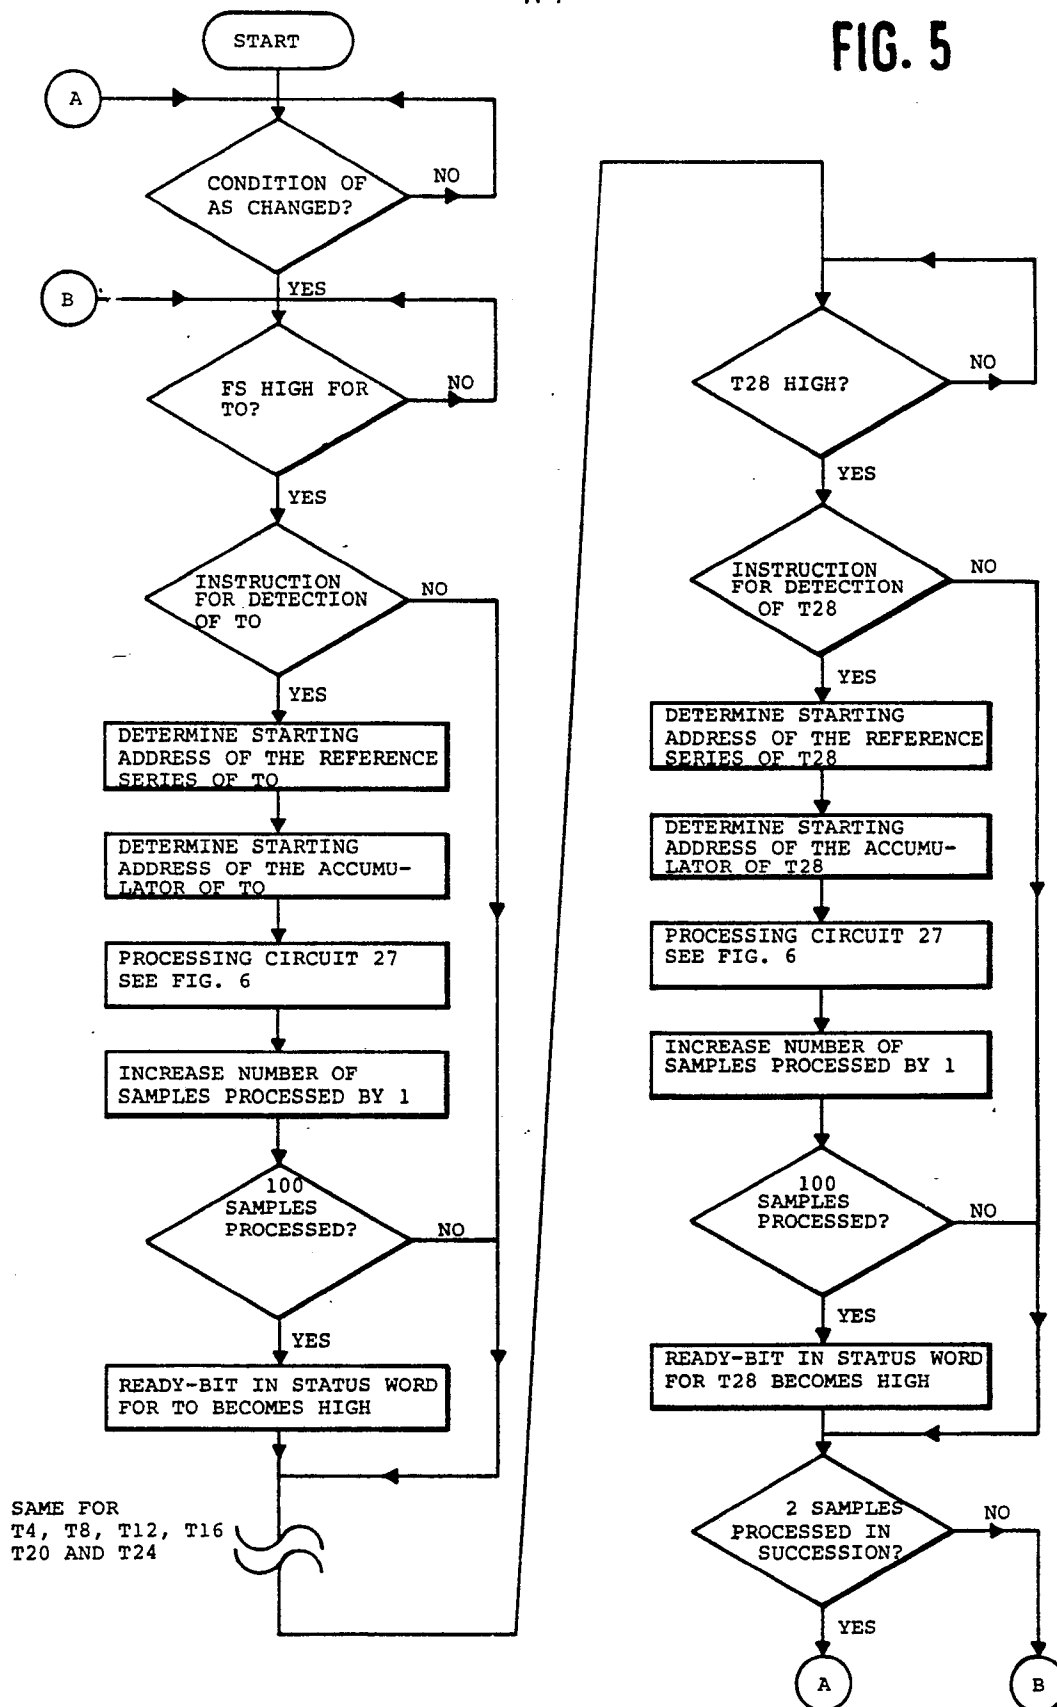 FIG. 5
START
A
CONDITION OF
AS CHANGED?
NO
YES
B
FS HIGH FOR
TO?
NO
YES
INSTRUCTION
FOR DETECTION
OF TO
NO
YES
DETERMINE STARTING
ADDRESS OF THE REFERENCE
SERIES OF TO
DETERMINE STARTING
ADDRESS OF THE ACCUMU-
LATOR OF TO
PROCESSING CIRCUIT 27
SEE FIG. 6
INCREASE NUMBER OF
SAMPLES PROCESSED BY 1
100
SAMPLES
PROCESSED?
NO
YES
READY-BIT IN STATUS WORD
FOR TO BECOMES HIGH
SAME FOR
T4, T8, T12, T16
T20 AND T24
T28 HIGH?
NO
YES
INSTRUCTION
FOR DETECTION
OF T28
NO
YES
DETERMINE STARTING
ADDRESS OF THE REFERENCE
SERIES OF T28
DETERMINE STARTING
ADDRESS OF THE ACCUMU-
LATOR OF T28
PROCESSING CIRCUIT 27
SEE FIG. 6
INCREASE NUMBER OF
SAMPLES PROCESSED BY 1
100
SAMPLES
PROCESSED?
NO
YES
READY-BIT IN STATUS WORD
FOR T28 BECOMES HIGH
2 SAMPLES
PROCESSED IN
SUCCESSION?
NO
YES
A
B